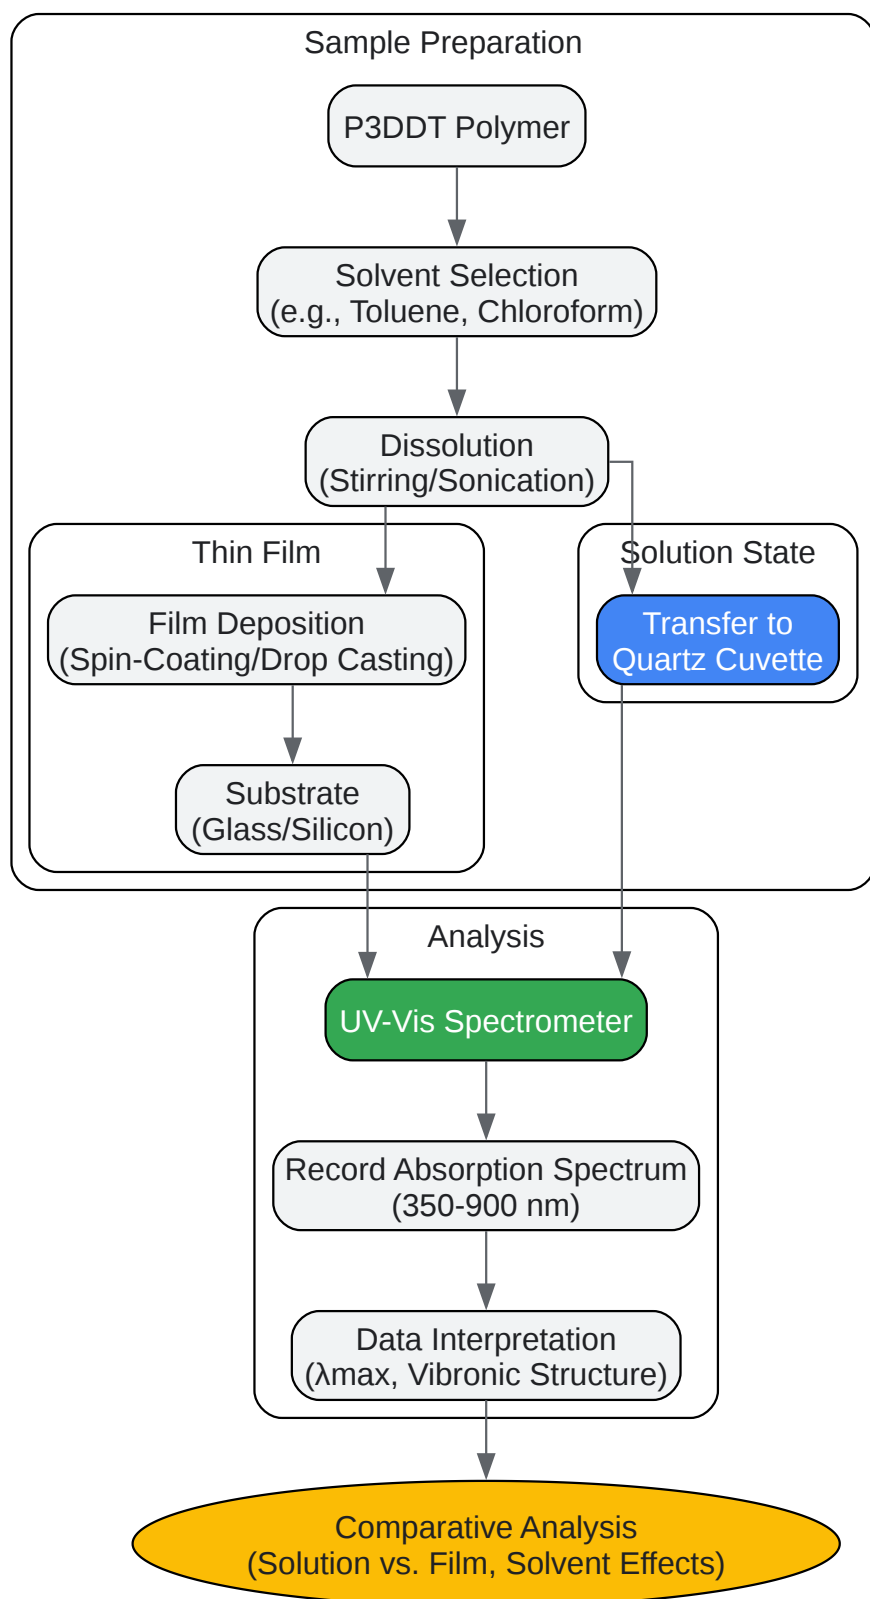 Sample Preparation
P3DDT Polymer
Solvent Selection
(e.g., Toluene, Chloroform)
Dissolution
(Stirring/Sonication)
Thin Film
Solution State
Film Deposition
(Spin-Coating/Drop Casting)
Transfer to
Quartz Cuvette
Substrate
(Glass/Silicon)
Analysis
UV-Vis Spectrometer
Record Absorption Spectrum
(350-900 nm)
Data Interpretation
(λmax, Vibronic Structure)
Comparative Analysis
(Solution vs. Film, Solvent Effects)